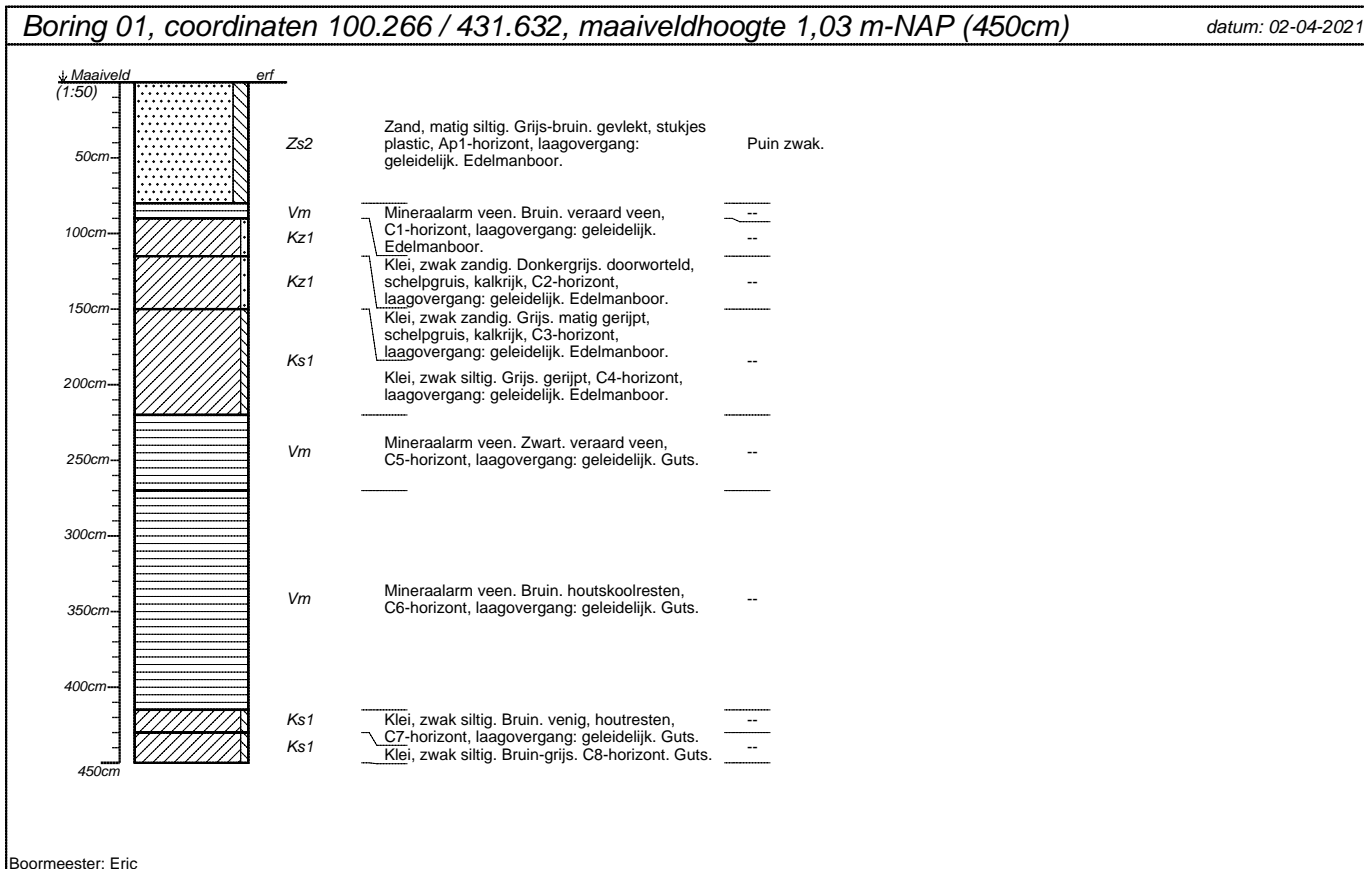 Boring 01, coordinaten 100.266 / 431.632, maaiveldhoogte 1,03 m-NAP (450cm)
datum: 02-04-2021
Maaiveld
erf
(1:50)
50cm
100cm
150cm
200cm
250cm
300cm
350cm
400cm
450cm
Zs2
Zand, matig siltig. Grijs-bruin. gevlekt, stukjes
plastic, Ap1-horizont, laagovergang:
geleidelijk. Edelmanboor.
Puin zwak.
Vm
Mineraalarm veen. Bruin. veraard veen,
C1-horizont, laagovergang: geleidelijk.
Edelmanboor.
--
Kz1
Klei, zwak zandig. Donkergrijs. doorworteld,
schelpgruis, kalkrijk, C2-horizont,
laagovergang: geleidelijk. Edelmanboor.
--
Kz1
Klei, zwak zandig. Grijs. matig gerijpt,
schelpgruis, kalkrijk, C3-horizont,
laagovergang: geleidelijk. Edelmanboor.
--
Ks1
Klei, zwak siltig. Grijs. gerijpt, C4-horizont,
laagovergang: geleidelijk. Edelmanboor.
--
Vm
Mineraalarm veen. Zwart. veraard veen,
C5-horizont, laagovergang: geleidelijk. Guts.
--
Vm
Mineraalarm veen. Bruin. houtskoolresten,
C6-horizont, laagovergang: geleidelijk. Guts.
--
Ks1
Klei, zwak siltig. Bruin. venig, houtresten,
C7-horizont, laagovergang: geleidelijk. Guts.
--
Ks1
Klei, zwak siltig. Bruin-grijs. C8-horizont. Guts.
--
Boormeester: Eric